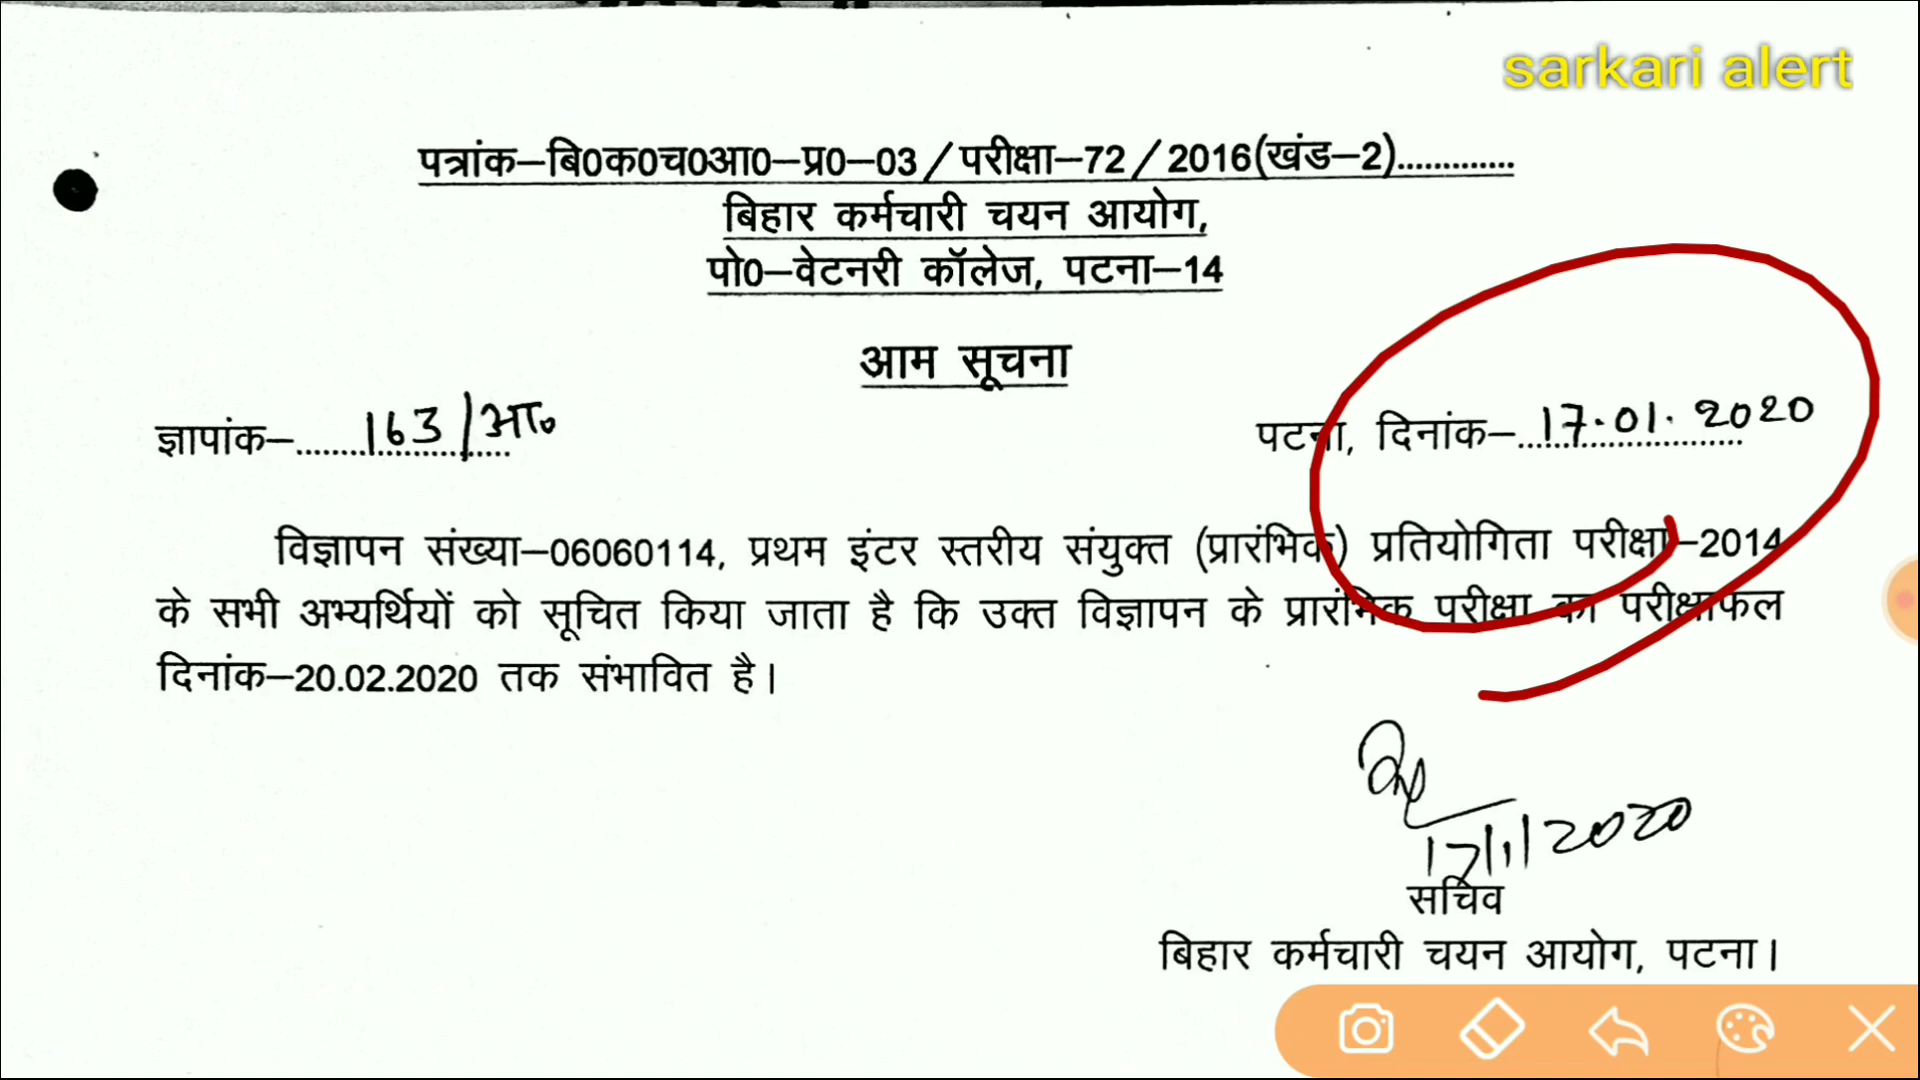 sarkari alert
पत्रांक–बि0क0च0आ0–प्र0–03/परीक्षा–72/2016(खंड–2).............
बिहार कर्मचारी चयन आयोग,
पो0–वेटनरी कॉलेज, पटना–14
आम सूचना
ज्ञापांक–......163/आ0
पटना, दिनांक–...17.01.2020
विज्ञापन संख्या–06060114, प्रथम इंटर स्तरीय संयुक्त (प्रारंभिक) प्रतियोगिता परीक्षा–2014
के सभी अभ्यर्थियों को सूचित किया जाता है कि उक्त विज्ञापन के प्रारंभिक परीक्षा का परीक्षाफल
दिनांक–20.02.2020 तक संभावित है।
17/1/2020
सचिव
बिहार कर्मचारी चयन आयोग, पटना।